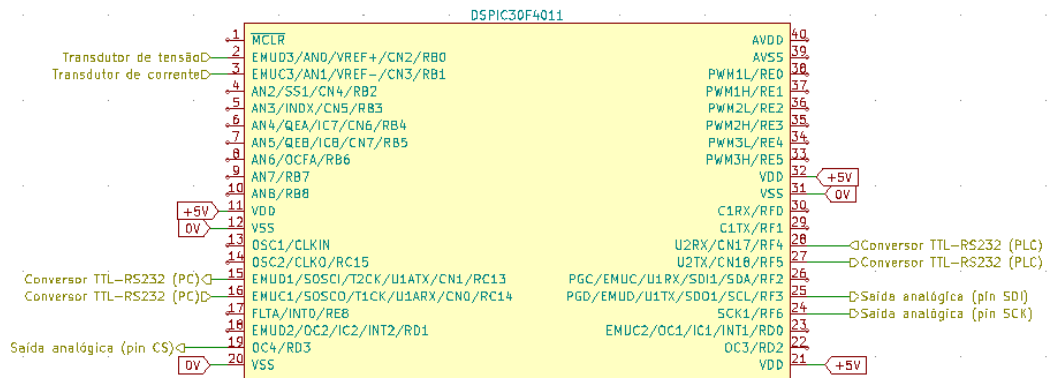 DSPIC30F4011
1 MCLR AVDD 40
Transdutor de tensão 2 EMUD3/AN0/VREF+/CN2/RB0 AVSS 39
Transdutor de corrente 3 EMUC3/AN1/VREF-/CN3/RB1 PWM1L/RE0 38
4 AN2/SS1/CN4/RB2 PWM1H/RE1 37
5 AN3/INDX/CN5/RB3 PWM2L/RE2 36
6 AN4/QEA/IC7/CN6/RB4 PWM2H/RE3 35
7 AN5/QEB/IC8/CN7/RB5 PWM3L/RE4 34
8 AN6/OCFA/RB6 PWM3H/RE5 33
9 AN7/RB7 VDD 32 +5V
10 AN8/RB8 VSS 31 0V
+5V 11 VDD C1RX/RF0 30
0V 12 VSS C1TX/RF1 29
13 OSC1/CLKIN U2RX/CN17/RF4 28 Conversor TTL-RS232 (PLC)
14 OSC2/CLKO/RC15 U2TX/CN18/RF5 27 Conversor TTL-RS232 (PLC)
Conversor TTL-RS232 (PC) 15 EMUD1/SOSCI/T2CK/U1ATX/CN1/RC13 PGC/EMUC/U1RX/SDI1/SDA/RF2 26
Conversor TTL-RS232 (PC) 16 EMUC1/SOSCO/T1CK/U1ARX/CN0/RC14 PGD/EMUD/U1TX/SDO1/SCL/RF3 25 Saída analógica (pin SDI)
17 FLTA/INT0/RE8 SCK1/RF6 24 Saída analógica (pin SCK)
18 EMUD2/OC2/IC2/INT2/RD1 EMUC2/OC1/IC1/INT1/RD0 23
Saída analógica (pin CS) 19 OC4/RD3 OC3/RD2 22
0V 20 VSS VDD 21 +5V